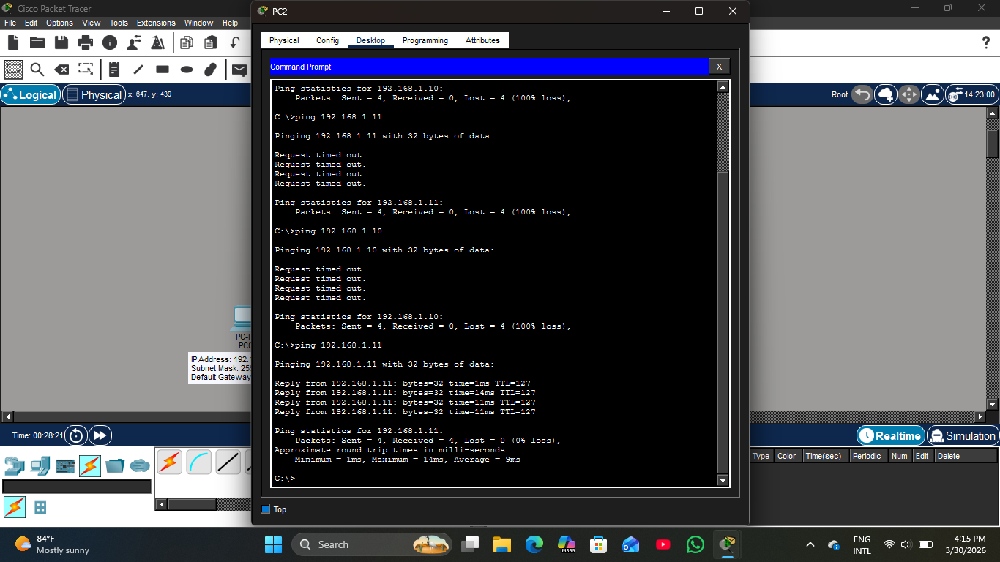 Cisco Packet Tracer
File Edit Options View Tools Extensions Window Help
Logical Physical x: 647, y: 439
PC-
PC
IP Address: 192.
Subnet Mask: 25
Default Gateway
Time: 00:28:21
PC2
Physical Config Desktop Programming Attributes
Command Prompt X
Ping statistics for 192.168.1.10:
Packets: Sent = 4, Received = 0, Lost = 4 (100% loss),
C:\>ping 192.168.1.11
Pinging 192.168.1.11 with 32 bytes of data:
Request timed out.
Request timed out.
Request timed out.
Request timed out.
Ping statistics for 192.168.1.11:
Packets: Sent = 4, Received = 0, Lost = 4 (100% loss),
C:\>ping 192.168.1.10
Pinging 192.168.1.10 with 32 bytes of data:
Request timed out.
Request timed out.
Request timed out.
Request timed out.
Ping statistics for 192.168.1.10:
Packets: Sent = 4, Received = 0, Lost = 4 (100% loss),
C:\>ping 192.168.1.11
Pinging 192.168.1.11 with 32 bytes of data:
Reply from 192.168.1.11: bytes=32 time=1ms TTL=127
Reply from 192.168.1.11: bytes=32 time=14ms TTL=127
Reply from 192.168.1.11: bytes=32 time=11ms TTL=127
Reply from 192.168.1.11: bytes=32 time=11ms TTL=127
Ping statistics for 192.168.1.11:
Packets: Sent = 4, Received = 4, Lost = 0 (0% loss),
Approximate round trip times in milli-seconds:
Minimum = 1ms, Maximum = 14ms, Average = 9ms
C:\>
Top
?
Root 14:23:00
Realtime Simulation
Type Color Time(sec) Periodic Num Edit Delete
84°F
Mostly sunny
Search
M365
ENG
INTL
4:15 PM
3/30/2026